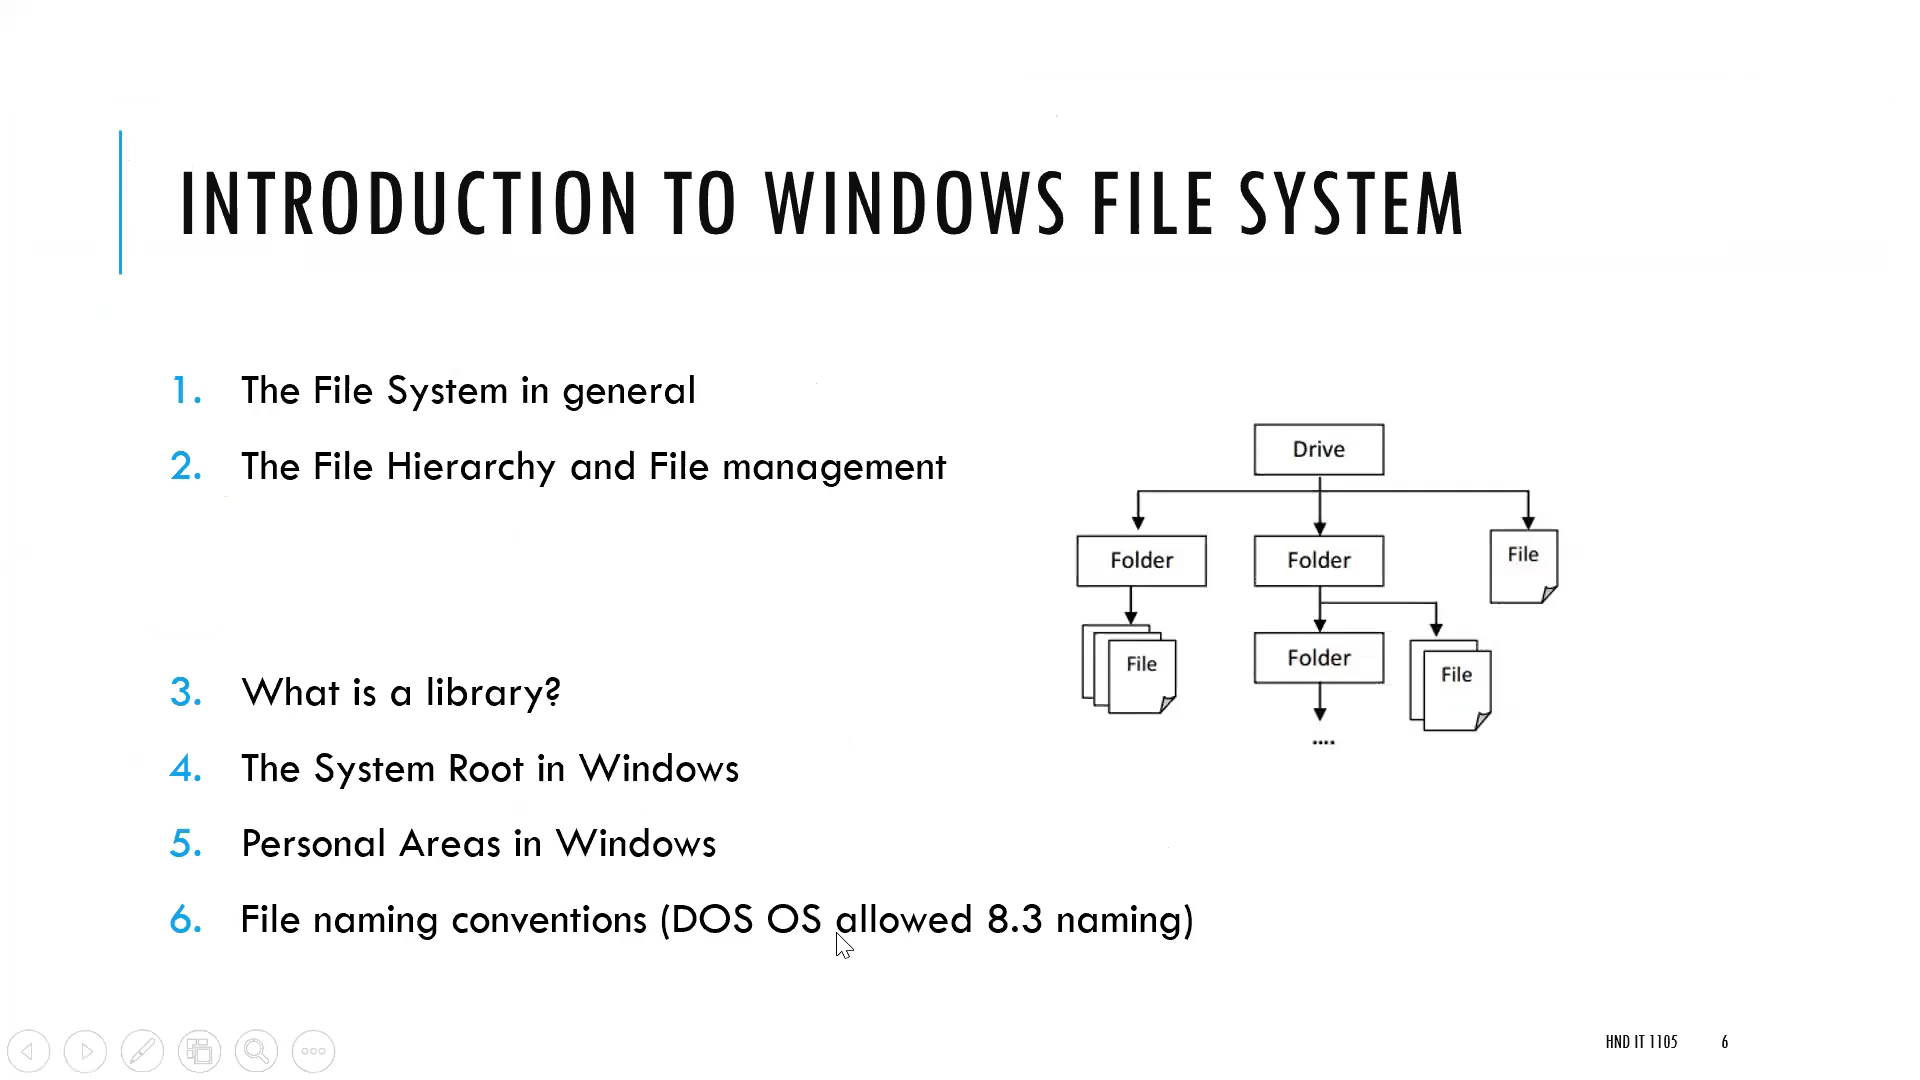 INTRODUCTION TO WINDOWS FILE SYSTEM
1. The File System in general
2. The File Hierarchy and File management
3. What is a library?
4. The System Root in Windows
5. Personal Areas in Windows
6. File naming conventions (DOS OS allowed 8.3 naming)
Drive
Folder
Folder
File
File
Folder
File
....
HND IT 1105
6